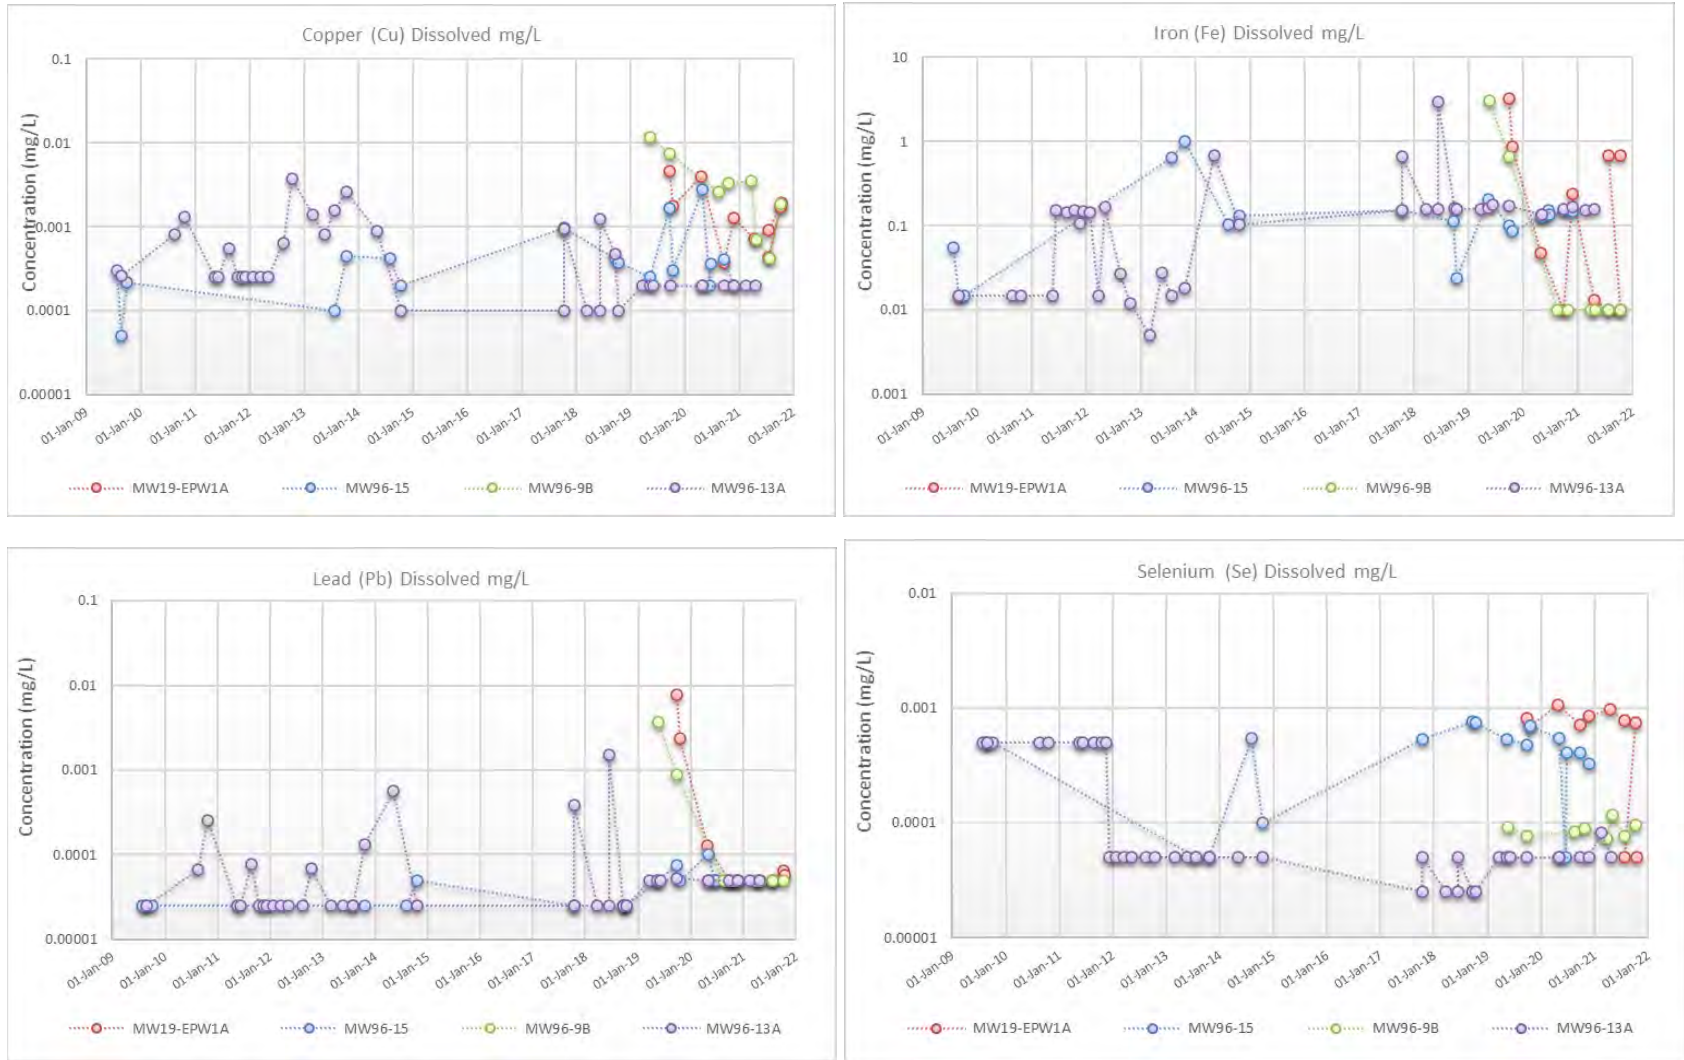 Copper (Cu) Dissolved mg/L
Concentration (mg/L)
0.1
0.01
0.001
0.0001
0.00001
01-Jan-09 01-Jan-10 01-Jan-11 01-Jan-12 01-Jan-13 01-Jan-14 01-Jan-15 01-Jan-16 01-Jan-17 01-Jan-18 01-Jan-19 01-Jan-20 01-Jan-21 01-Jan-22
MW19-EPW1A MW96-15 MW96-9B MW96-13A
Iron (Fe) Dissolved mg/L
Concentration (mg/L)
10
1
0.1
0.01
0.001
01-Jan-09 01-Jan-10 01-Jan-11 01-Jan-12 01-Jan-13 01-Jan-14 01-Jan-15 01-Jan-16 01-Jan-17 01-Jan-18 01-Jan-19 01-Jan-20 01-Jan-21 01-Jan-22
MW19-EPW1A MW96-15 MW96-9B MW96-13A
Lead (Pb) Dissolved mg/L
Concentration (mg/L)
0.1
0.01
0.001
0.0001
0.00001
01-Jan-09 01-Jan-10 01-Jan-11 01-Jan-12 01-Jan-13 01-Jan-14 01-Jan-15 01-Jan-16 01-Jan-17 01-Jan-18 01-Jan-19 01-Jan-20 01-Jan-21 01-Jan-22
MW19-EPW1A MW96-15 MW96-9B MW96-13A
Selenium (Se) Dissolved mg/L
Concentration (mg/L)
0.01
0.001
0.0001
0.00001
01-Jan-09 01-Jan-10 01-Jan-11 01-Jan-12 01-Jan-13 01-Jan-14 01-Jan-15 01-Jan-16 01-Jan-17 01-Jan-18 01-Jan-19 01-Jan-20 01-Jan-21 01-Jan-22
MW19-EPW1A MW96-15 MW96-9B MW96-13A